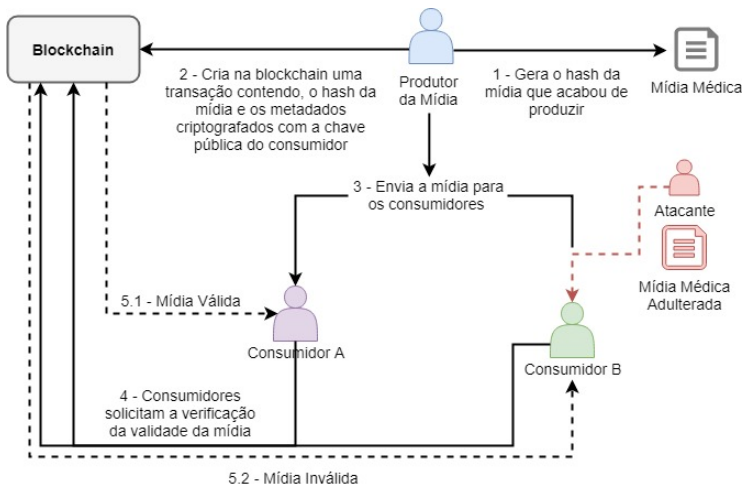 Blockchain
2 - Cria na blockchain uma
transação contendo, o hash da
mídia e os metadados
criptografados com a chave
pública do consumidor
Produtor
da Mídia
1 - Gera o hash da
mídia que acabou de
produzir
Mídia Médica
3 - Envia a mídia para
os consumidores
Atacante
Mídia Médica
Adulterada
5.1 - Mídia Válida
Consumidor A
Consumidor B
4 - Consumidores
solicitam a verificação
da validade da mídia
5.2 - Mídia Inválida